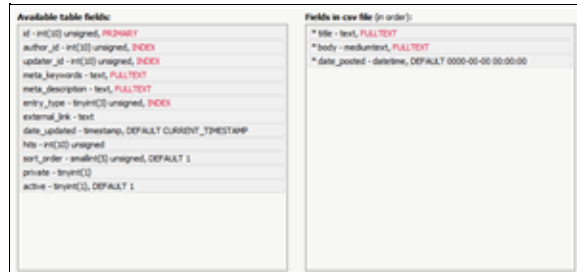 Available table fields:
id - int(10) unsigned, PRIMARY
author_id - int(10) unsigned, INDEX
updater_id - int(10) unsigned, INDEX
meta_keywords - text, FULLTEXT
meta_description - text, FULLTEXT
entry_type - tinyint(3) unsigned, INDEX
external_link - text
date_updated - timestamp, DEFAULT CURRENT_TIMESTAMP
hits - int(10) unsigned
sort_order - smallint(5) unsigned, DEFAULT 1
private - tinyint(1)
active - tinyint(1), DEFAULT 1
Fields in csv file (in order):
* title - text, FULLTEXT
* body - mediumtext, FULLTEXT
* date_posted - datetime, DEFAULT 0000-00-00 00:00:00